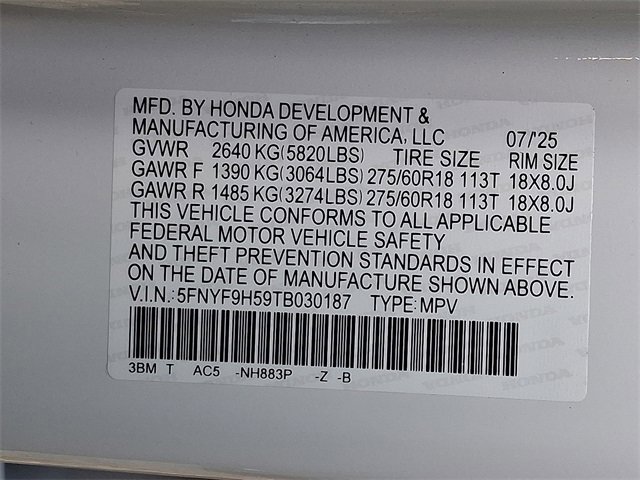 MFD. BY HONDA DEVELOPMENT &
MANUFACTURING OF AMERICA, LLC 07/'25
GVWR 2640 KG(5820LBS) TIRE SIZE RIM SIZE
GAWR F 1390 KG(3064LBS) 275/60R18 113T 18X8.0J
GAWR R 1485 KG(3274LBS) 275/60R18 113T 18X8.0J
THIS VEHICLE CONFORMS TO ALL APPLICABLE
FEDERAL MOTOR VEHICLE SAFETY
AND THEFT PREVENTION STANDARDS IN EFFECT
ON THE DATE OF MANUFACTURE SHOWN ABOVE.
V.I.N.:5FNYF9H59TB030187 TYPE:MPV
3BM T AC5 -NH883P -Z -B